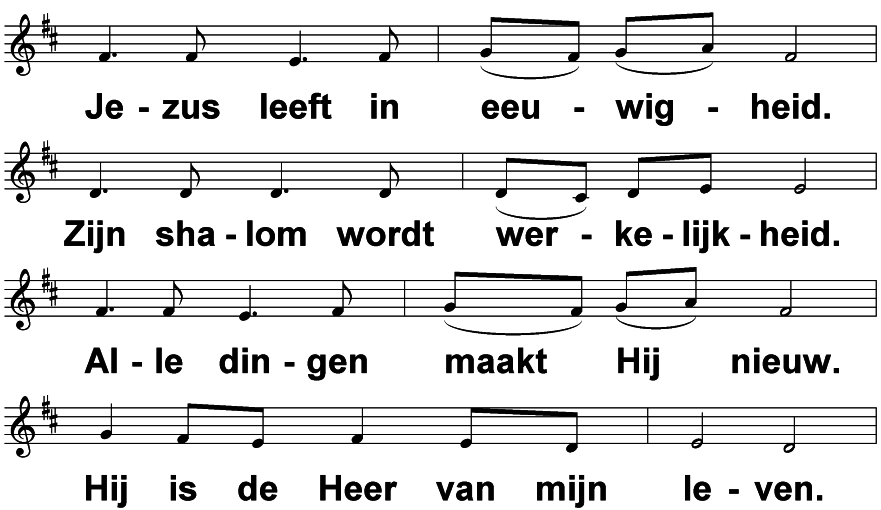 Je - zus leeft in eeu - wig - heid.
Zijn sha - lom wordt wer - ke - lijk - heid.
Al - le din - gen maakt Hij nieuw.
Hij is de Heer van mijn le - ven.